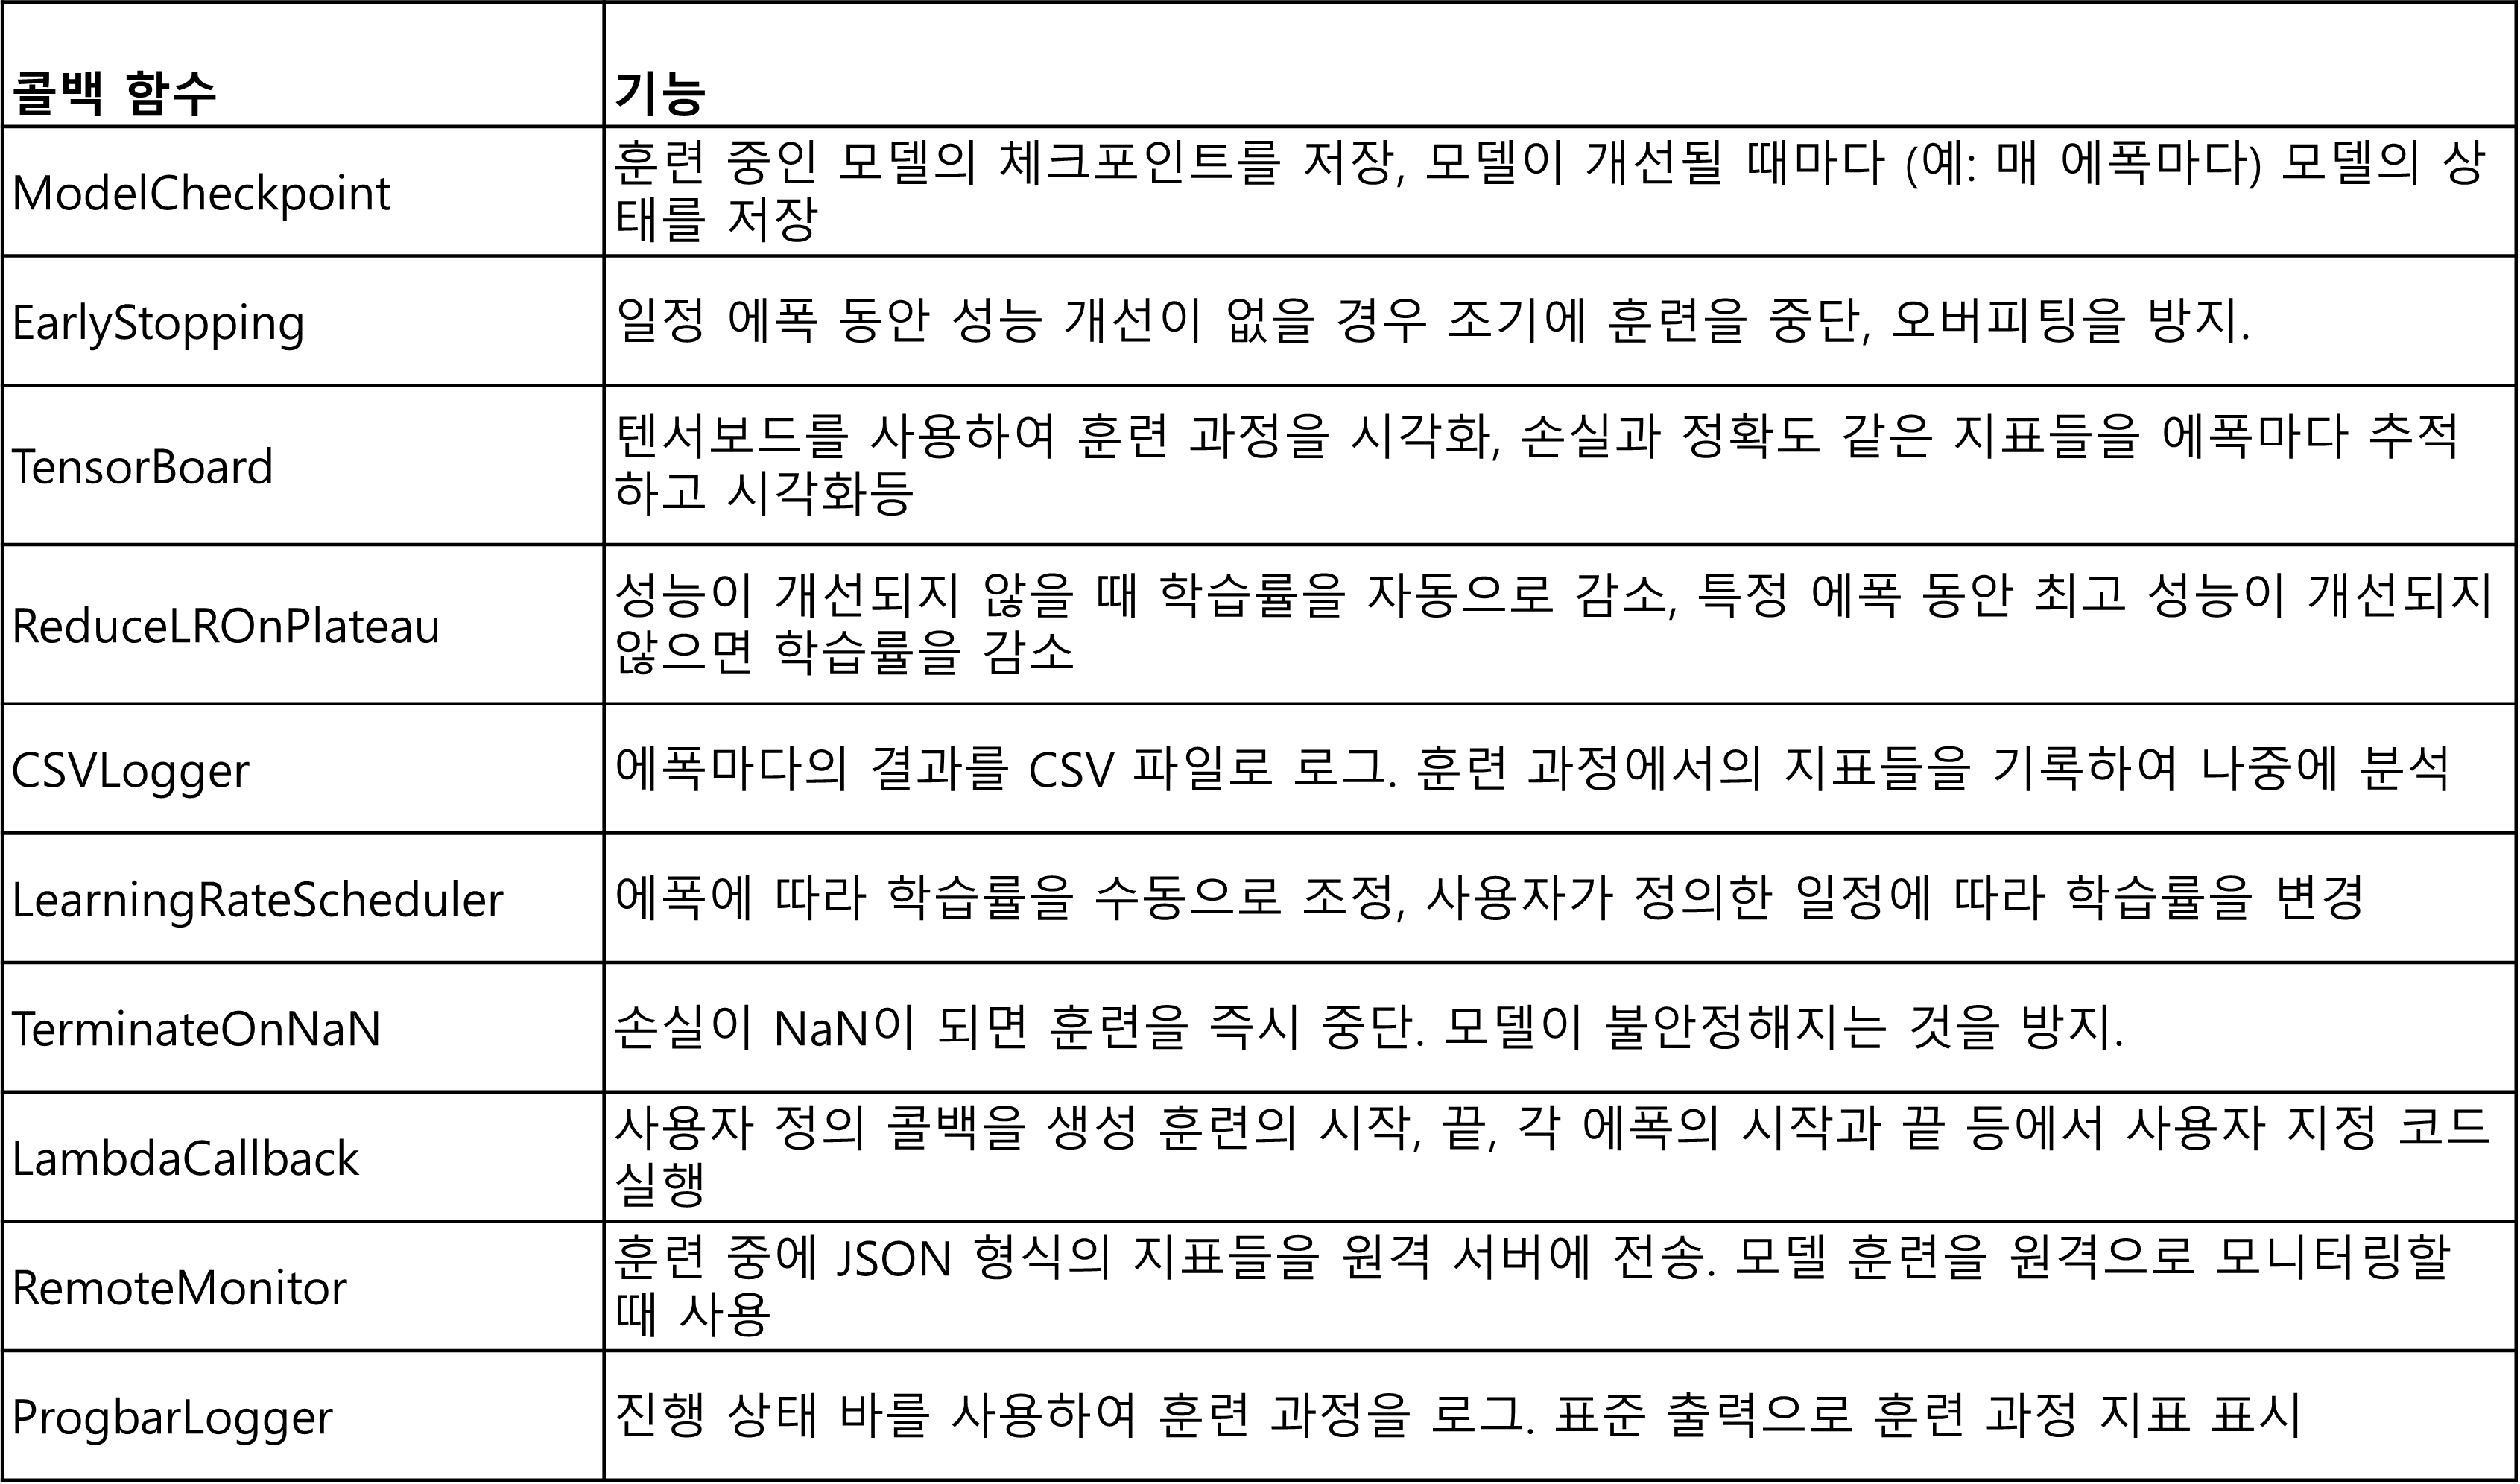 콜백 함수
기능
ModelCheckpoint
훈련 중인 모델의 체크포인트를 저장, 모델이 개선될 때마다 (예: 매 에폭마다) 모델의 상
태를 저장
EarlyStopping
일정 에폭 동안 성능 개선이 없을 경우 조기에 훈련을 중단, 오버피팅을 방지.
TensorBoard
텐서보드를 사용하여 훈련 과정을 시각화, 손실과 정확도 같은 지표들을 에폭마다 추적
하고 시각화등
ReduceLROnPlateau
성능이 개선되지 않을 때 학습률을 자동으로 감소, 특정 에폭 동안 최고 성능이 개선되지
않으면 학습률을 감소
CSVLogger
에폭마다의 결과를 CSV 파일로 로그. 훈련 과정에서의 지표들을 기록하여 나중에 분석
LearningRateScheduler
에폭에 따라 학습률을 수동으로 조정, 사용자가 정의한 일정에 따라 학습률을 변경
TerminateOnNaN
손실이 NaN이 되면 훈련을 즉시 중단. 모델이 불안정해지는 것을 방지.
LambdaCallback
사용자 정의 콜백을 생성 훈련의 시작, 끝, 각 에폭의 시작과 끝 등에서 사용자 지정 코드
실행
RemoteMonitor
훈련 중에 JSON 형식의 지표들을 원격 서버에 전송. 모델 훈련을 원격으로 모니터링할
때 사용
ProgbarLogger
진행 상태 바를 사용하여 훈련 과정을 로그. 표준 출력으로 훈련 과정 지표 표시